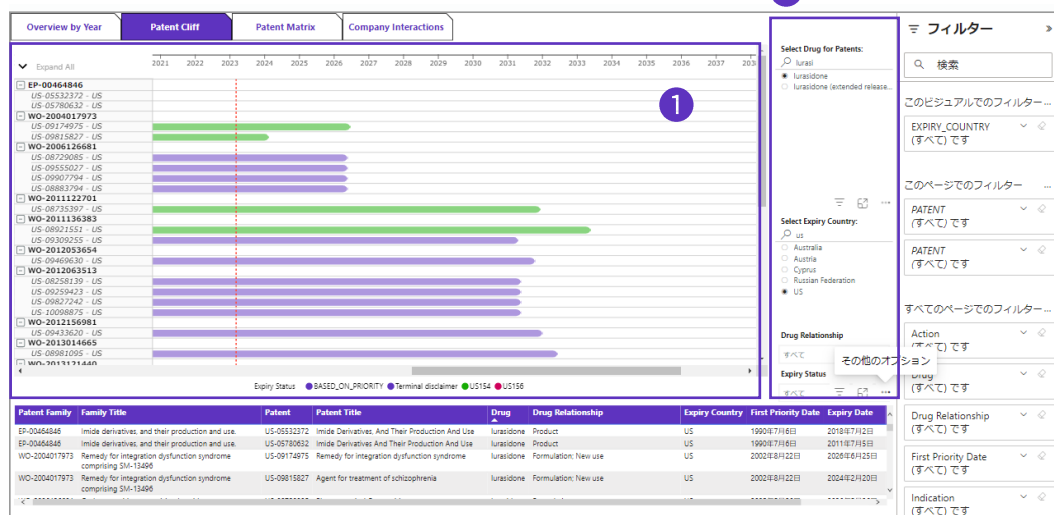 Overview by Year
Patent Cliff
Patent Matrix
Company Interactions
Expand All
2021 2022 2023 2024 2025 2026 2027 2028 2029 2030 2031 2032 2033 2034 2035 2036 2037
EP-00464846
US-05532372 - US
US-05780632 - US
WO-2004017973
US-09174975 - US
US-09815827 - US
WO-2006126681
US-08729085 - US
US-09555027 - US
US-09907794 - US
US-08883794 - US
WO-2011122701
US-08735397 - US
WO-2011136383
US-08921551 - US
US-09309255 - US
WO-2012053654
US-09469630 - US
WO-2012063513
US-08258139 - US
US-09259423 - US
US-09827242 - US
US-10098875 - US
WO-2012156981
US-09433620 - US
WO-2013014665
US-08981095 - US
WO-2013121440
1
Expiry Status BASED_ON_PRIORITY Terminal disclaimer US154 US156
Select Drug for Patents:
lurasi
lurasidone
lurasidone (extended release...
Select Expiry Country:
us
Australia
Austria
Cyprus
Russian Federation
US
Drug Relationship
すべて
その他のオプション
Expiry Status
すべて
フィルター
検索
このビジュアルでのフィルター...
EXPIRY_COUNTRY
(すべて) です
このページでのフィルター ...
PATENT
(すべて) です
PATENT
(すべて) です
すべてのページでのフィルター...
Action
(すべて) です
Drug
(すべて) です
Drug Relationship
(すべて) です
First Priority Date
(すべて) です
Indication
(すべて) です
Patent Family Family Title Patent Patent Title Drug Drug Relationship Expiry Country First Priority Date Expiry Date
EP-00464846 Imide derivatives, and their production and use. US-05532372 Imide Derivatives, And Their Production And Use lurasidone Product US 1990年7月6日 2018年7月2日
EP-00464846 Imide derivatives, and their production and use. US-05780632 Imide Derivatives And Their Production And Use lurasidone Product US 1990年7月6日 2011年7月5日
WO-2004017973 Remedy for integration dysfunction syndrome comprising SM-13496 US-09174975 Remedy for integration dysfunction syndrome lurasidone Formulation; New use US 2002年8月22日 2026年6月25日
WO-2004017973 Remedy for integration dysfunction syndrome comprising SM-13496 US-09815827 Agent for treatment of schizophrenia lurasidone Formulation; New use US 2002年8月22日 2024年2月20日